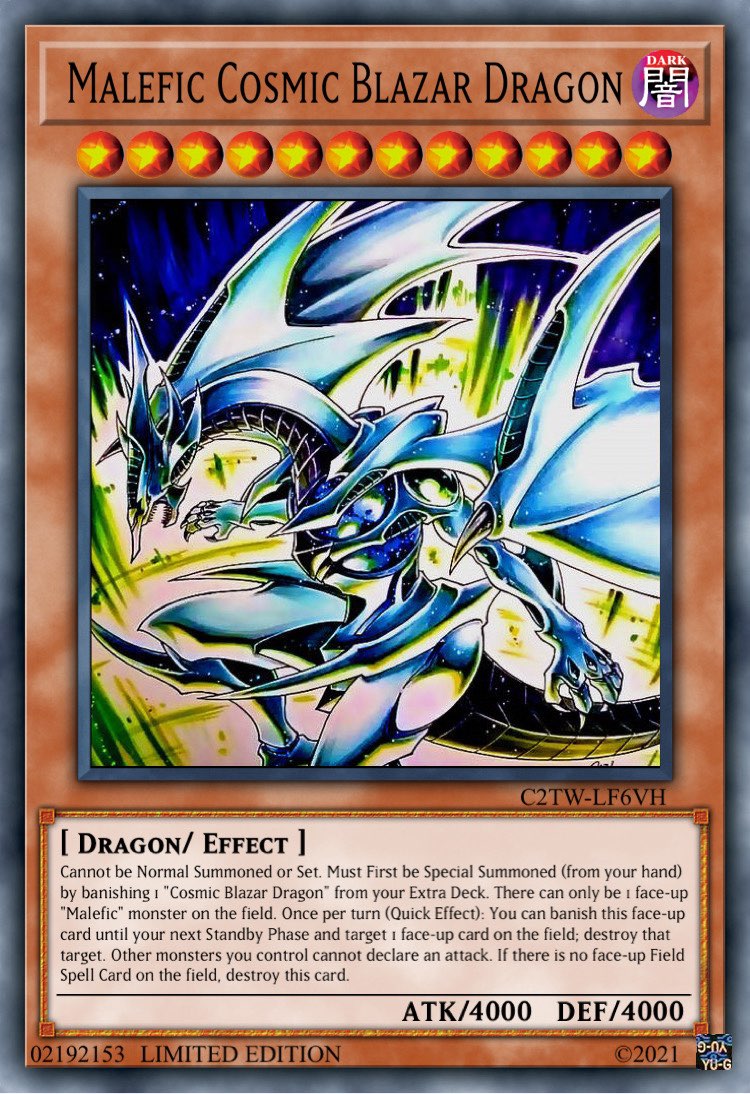 MALEFIC COSMIC BLAZAR DRAGON
DARK
闇
C2TW-LF6VH
[ DRAGON/ EFFECT ]
Cannot be Normal Summoned or Set. Must First be Special Summoned (from your hand)
by banishing 1 "Cosmic Blazar Dragon" from your Extra Deck. There can only be 1 face-up
"Malefic" monster on the field. Once per turn (Quick Effect): You can banish this face-up
card until your next Standby Phase and target 1 face-up card on the field; destroy that
target. Other monsters you control cannot declare an attack. If there is no face-up Field
Spell Card on the field, destroy this card.
ATK/4000 DEF/4000
02192153 LIMITED EDITION
©2021
YU-G
YU-G